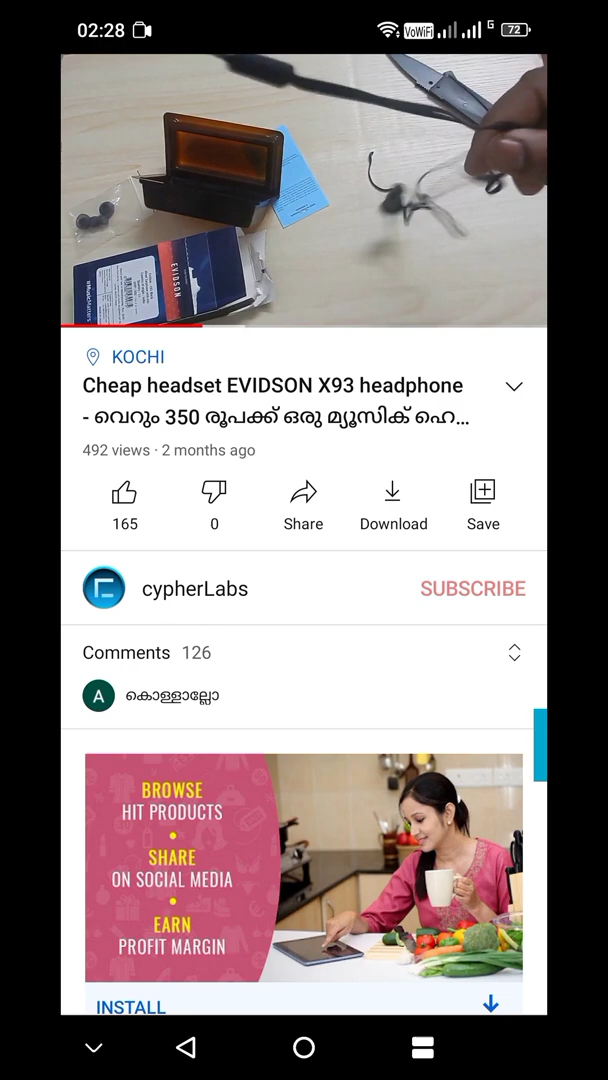 02:28
VoWiFi
G
72
EVIDSON
#MusicMatters
KOCHI
Cheap headset EVIDSON X93 headphone
- വെറും 350 രൂപക്ക് ഒരു മ്യൂസിക് ഹെ...
492 views · 2 months ago
165
0
Share
Download
Save
cypherLabs
SUBSCRIBE
Comments 126
A
കൊള്ളാല്ലോ
BROWSE
HIT PRODUCTS
SHARE
ON SOCIAL MEDIA
EARN
PROFIT MARGIN
INSTALL